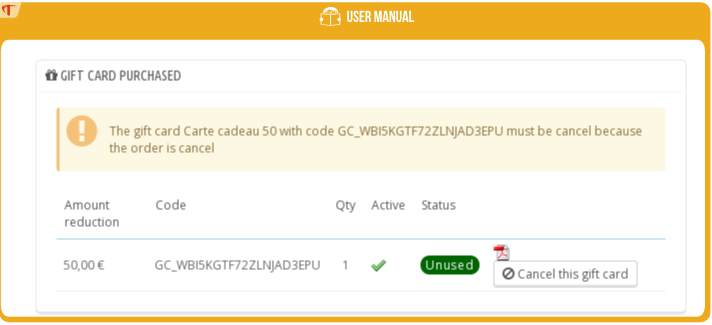 USER MANUAL
GIFT CARD PURCHASED
The gift card Carte cadeau 50 with code GC_WBI5KGTF72ZLNJAD3EPU must be cancel because
the order is cancel
Amount
reduction
Code
Qty
Active
Status
50,00 €
GC_WBI5KGTF72ZLNJAD3EPU
1
Unused
Cancel this gift card